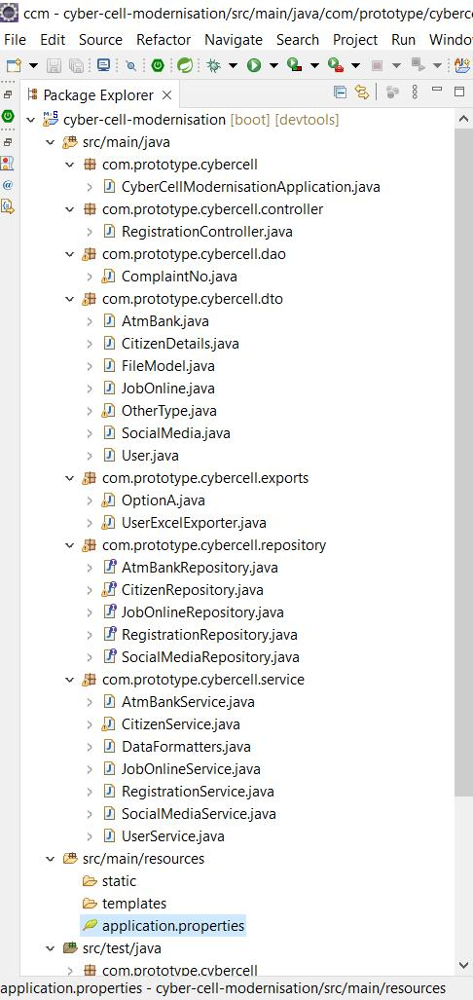 ccm - cyber-cell-modernisation/src/main/java/com/prototype/cyberce
File Edit Source Refactor Navigate Search Project Run Windo
Package Explorer
cyber-cell-modernisation [boot] [devtools]
src/main/java
com.prototype.cybercell
CyberCellModernisationApplication.java
com.prototype.cybercell.controller
RegistrationController.java
com.prototype.cybercell.dao
ComplaintNo.java
com.prototype.cybercell.dto
AtmBank.java
CitizenDetails.java
FileModel.java
JobOnline.java
OtherType.java
SocialMedia.java
User.java
com.prototype.cybercell.exports
OptionA.java
UserExcelExporter.java
com.prototype.cybercell.repository
AtmBankRepository.java
CitizenRepository.java
JobOnlineRepository.java
RegistrationRepository.java
SocialMediaRepository.java
com.prototype.cybercell.service
AtmBankService.java
CitizenService.java
DataFormatters.java
JobOnlineService.java
RegistrationService.java
SocialMediaService.java
UserService.java
src/main/resources
static
templates
application.properties
src/test/java
com.prototype.cybercell
application.properties - cyber-cell-modernisation/src/main/resources